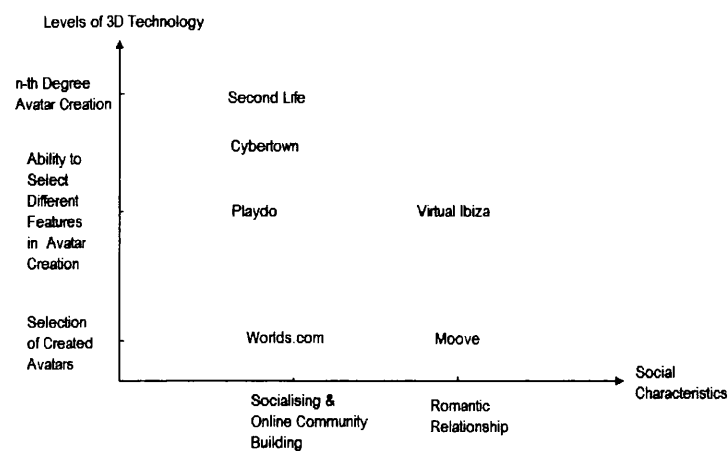 Levels of 3D Technology
n-th Degree
Avatar Creation
Second Life
Cybertown
Ability to
Select
Different
Features
in Avatar
Creation
Playdo
Virtual Ibiza
Selection
of Created
Avatars
Worlds.com
Moove
Social
Characteristics
Socialising &
Online Community
Building
Romantic
Relationship